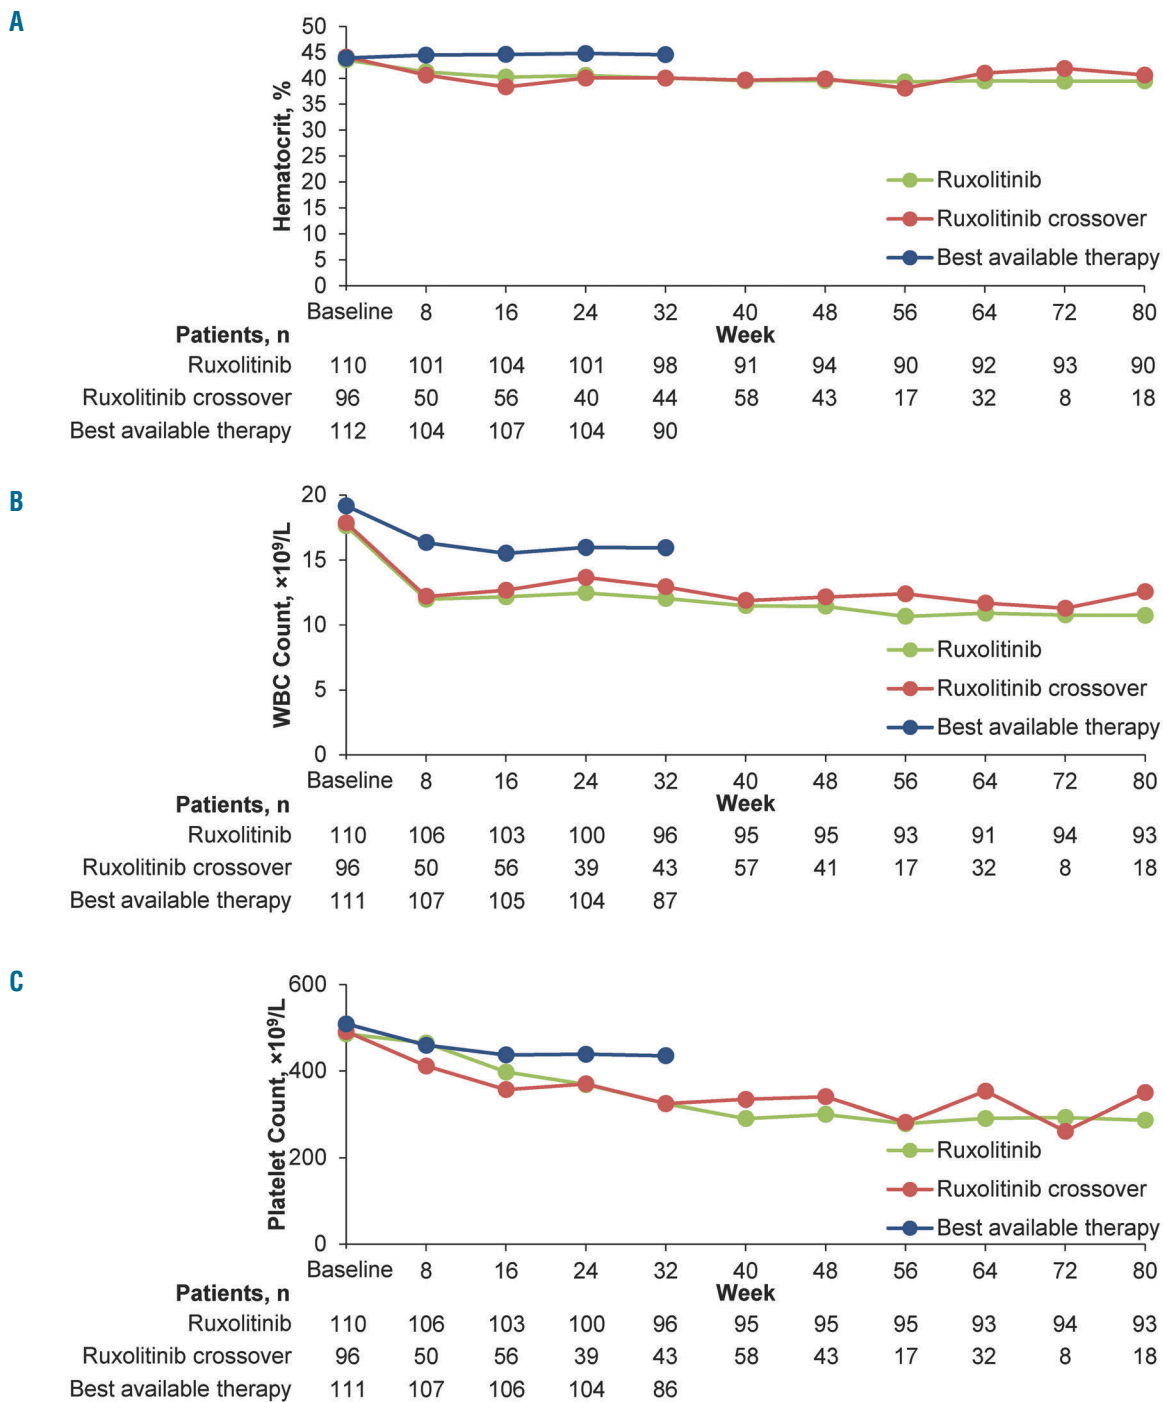 A
50
45
40
35
30
25
20
15
10
5
0
Hematocrit, %
Ruxolitinib
Ruxolitinib crossover
Best available therapy
Baseline 8 16 24 32 40 48 56 64 72 80
Patients, n Week
Ruxolitinib 110 101 104 101 98 91 94 90 92 93 90
Ruxolitinib crossover 96 50 56 40 44 58 43 17 32 8 18
Best available therapy 112 104 107 104 90
B
20
15
10
5
0
WBC Count, ×10⁹/L
Ruxolitinib
Ruxolitinib crossover
Best available therapy
Baseline 8 16 24 32 40 48 56 64 72 80
Patients, n Week
Ruxolitinib 110 106 103 100 96 95 95 93 91 94 93
Ruxolitinib crossover 96 50 56 39 43 57 41 17 32 8 18
Best available therapy 111 107 105 104 87
C
600
400
200
0
Platelet Count, ×10⁹/L
Ruxolitinib
Ruxolitinib crossover
Best available therapy
Baseline 8 16 24 32 40 48 56 64 72 80
Patients, n Week
Ruxolitinib 110 106 103 100 96 95 95 95 93 94 93
Ruxolitinib crossover 96 50 56 39 43 58 43 17 32 8 18
Best available therapy 111 107 106 104 86